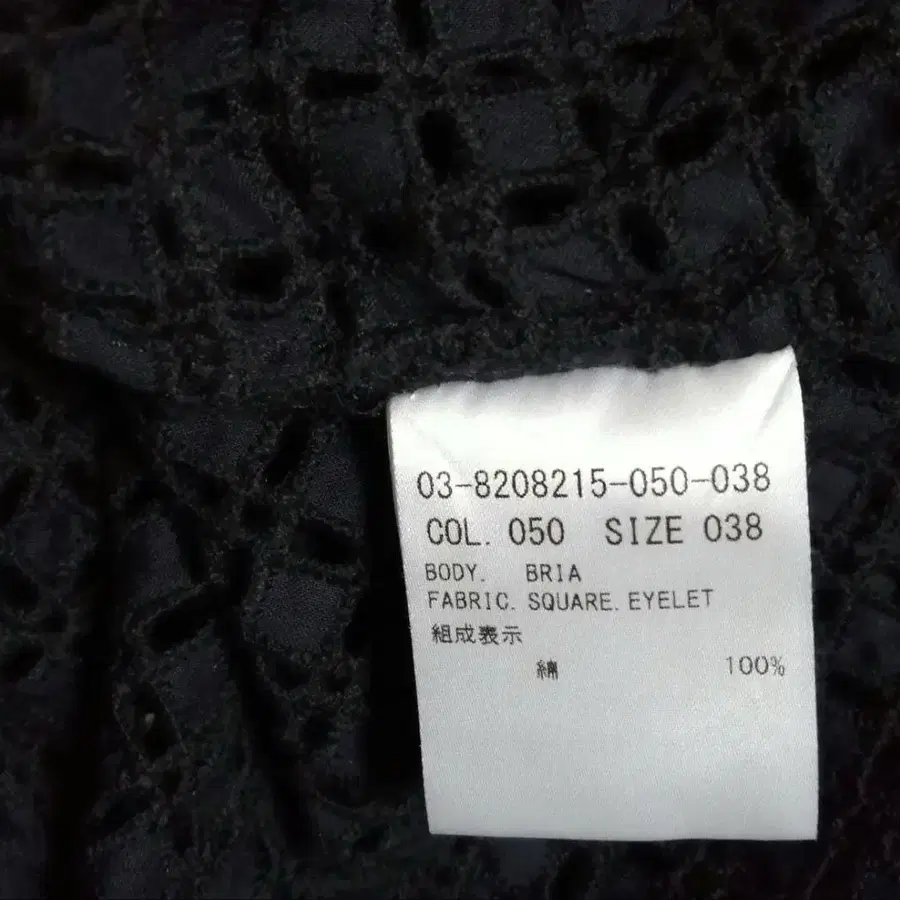 03-8208215-050-038
COL. 050 SIZE 038
BODY. BRIA
FABRIC. SQUARE. EYELET
組成表示
綿 100%